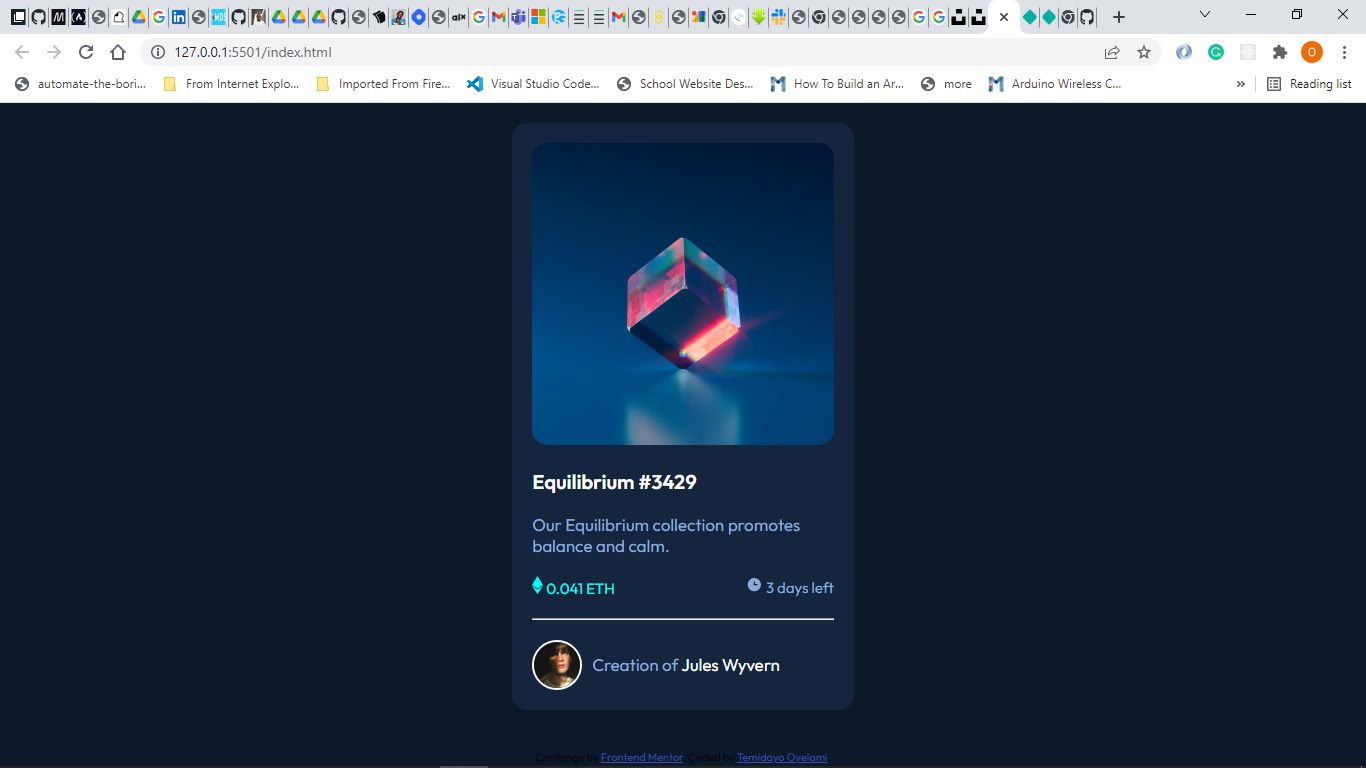 alx
127.0.0.1:5501/index.html
O
automate-the-bori...
From Internet Explo...
Imported From Fire...
Visual Studio Code...
School Website Des...
How To Build an Ar...
more
Arduino Wireless C...
»
Reading list
Equilibrium #3429
Our Equilibrium collection promotes
balance and calm.
0.041 ETH
3 days left
Creation of Jules Wyvern
Challenge by Frontend Mentor. Coded by Temidayo Oyelami